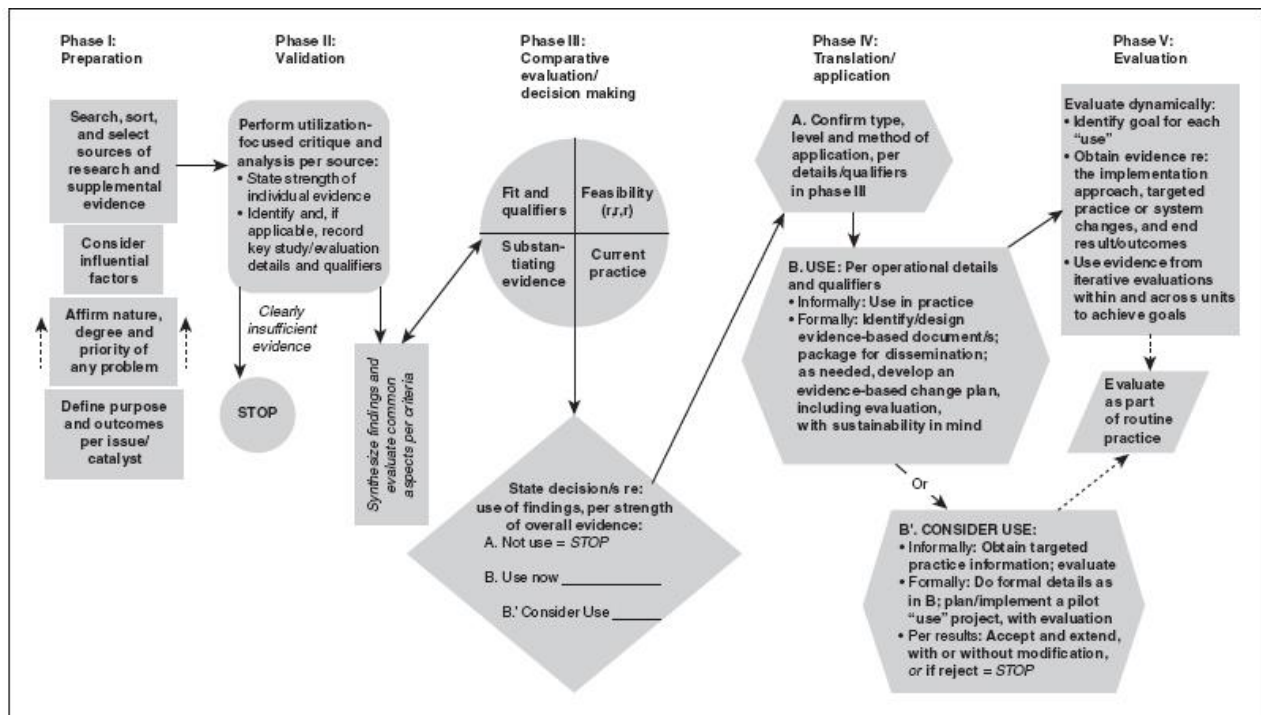 Phase I:
Preparation
Search, sort,
and select
sources of
research and
supplemental
evidence
Consider
influential
factors
Affirm nature,
degree and
priority of
any problem
Define purpose
and outcomes
per issue/
catalyst
Phase II:
Validation
Perform utilization-
focused critique and
analysis per source:
• State strength of
individual evidence
• Identify and, if
applicable, record
key study/evaluation
details and qualifiers
Clearly
insufficient
evidence
STOP
Synthesize findings and
evaluate common
aspects per criteria
Phase III:
Comparative
evaluation/
decision making
Fit and
qualifiers
Feasibility
(r,r,r)
Substan-
tiating
evidence
Current
practice
State decision/s re:
use of findings, per strength
of overall evidence:
A. Not use = STOP
B. Use now
B.' Consider Use
Phase IV:
Translation/
application
A. Confirm type,
level and method of
application, per
details/qualifiers
in phase III
B. USE: Per operational details
and qualifiers
• Informally: Use in practice
• Formally: Identify/design
evidence-based document/s;
package for dissemination;
as needed, develop an
evidence-based change plan,
including evaluation,
with sustainability in mind
Or
B'. CONSIDER USE:
• Informally: Obtain targeted
practice information; evaluate
• Formally: Do formal details as
in B; plan/implement a pilot
“use” project, with evaluation
• Per results: Accept and extend,
with or without modification,
or if reject = STOP
Phase V:
Evaluation
Evaluate dynamically:
• Identify goal for each
“use”
• Obtain evidence re:
the implementation
approach, targeted
practice or system
changes, and end
result/outcomes
• Use evidence from
iterative evaluations
within and across units
to achieve goals
Evaluate
as part
of routine
practice